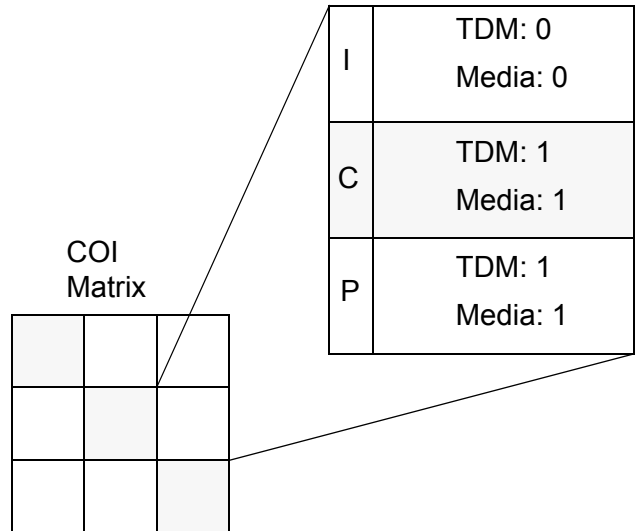 I
TDM: 0
Media: 0
C
TDM: 1
Media: 1
P
TDM: 1
Media: 1
COI
Matrix